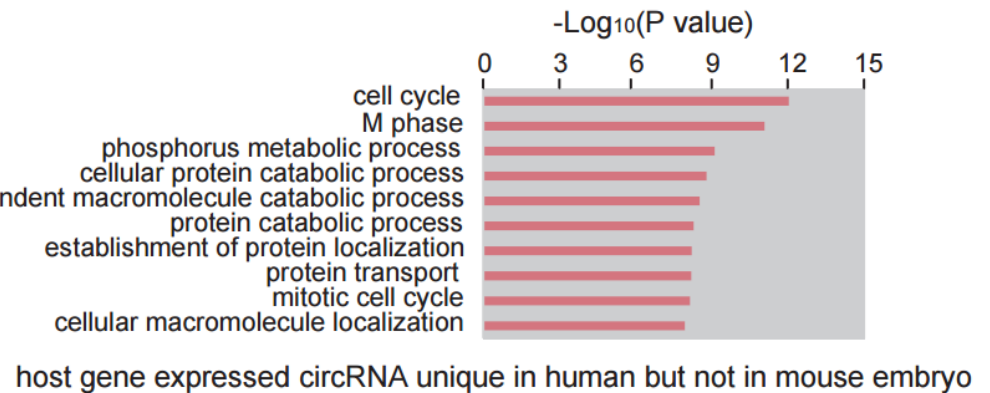 -Log10(P value)
0 3 6 9 12 15
cell cycle
M phase
phosphorus metabolic process
cellular protein catabolic process
ndent macromolecule catabolic process
protein catabolic process
establishment of protein localization
protein transport
mitotic cell cycle
cellular macromolecule localization
host gene expressed circRNA unique in human but not in mouse embryo